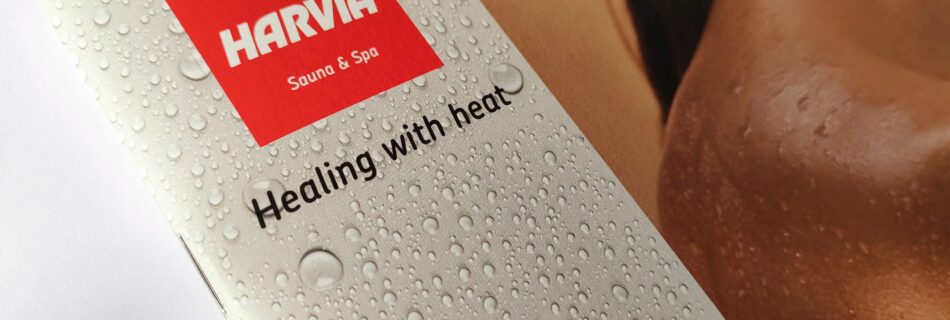 HARVIA
Sauna & Spa
Healing with heat